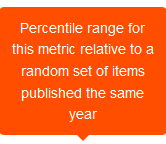 Percentile range for
this metric relative to a
random set of items
published the same
year